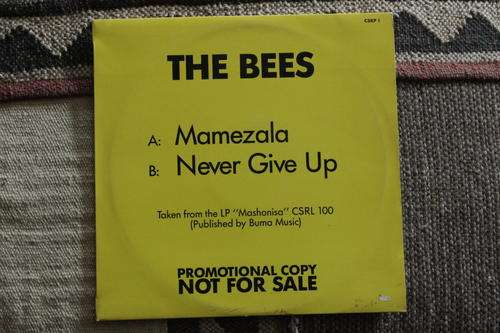 CSRP 1
THE BEES
A: Mamezala
B: Never Give Up
Taken from the LP "Mashonisa" CSRL 100
(Published by Bumo Music)
PROMOTIONAL COPY
NOT FOR SALE